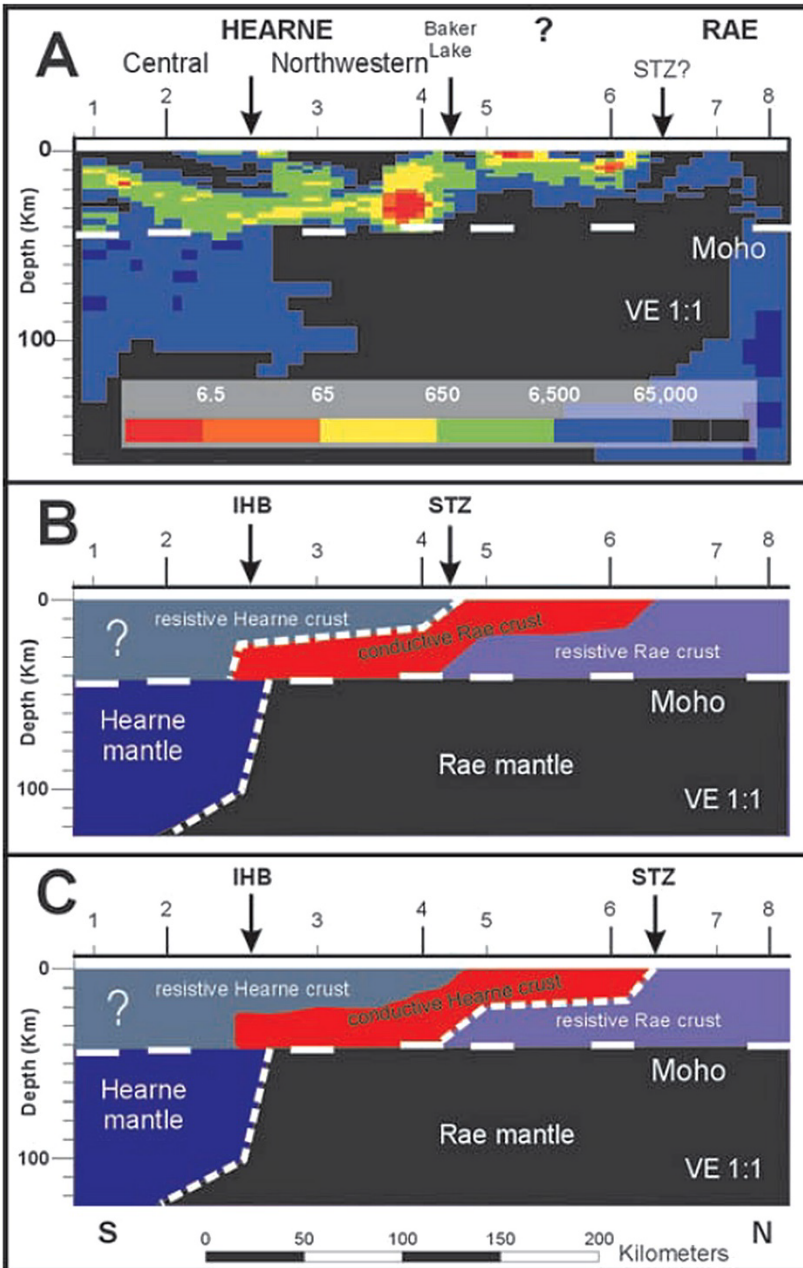 A
HEARNE
Baker
Lake
?
RAE
Central
Northwestern
STZ?
1 2 3 4 5 6 7 8
0
Depth (Km)
Moho
VE 1:1
100
6.5 65 650 6,500 65,000
B
IHB STZ
1 2 3 4 5 6 7 8
0
?
resistive Hearne crust
conductive Rae crust
resistive Rae crust
Depth (Km)
Moho
Hearne
mantle
Rae mantle
100
VE 1:1
C
IHB STZ
1 2 3 4 5 6 7 8
0
?
resistive Hearne crust
conductive Hearne crust
resistive Rae crust
Depth (Km)
Moho
Hearne
mantle
Rae mantle
100
VE 1:1
S N
0 50 100 150 200
Kilometers